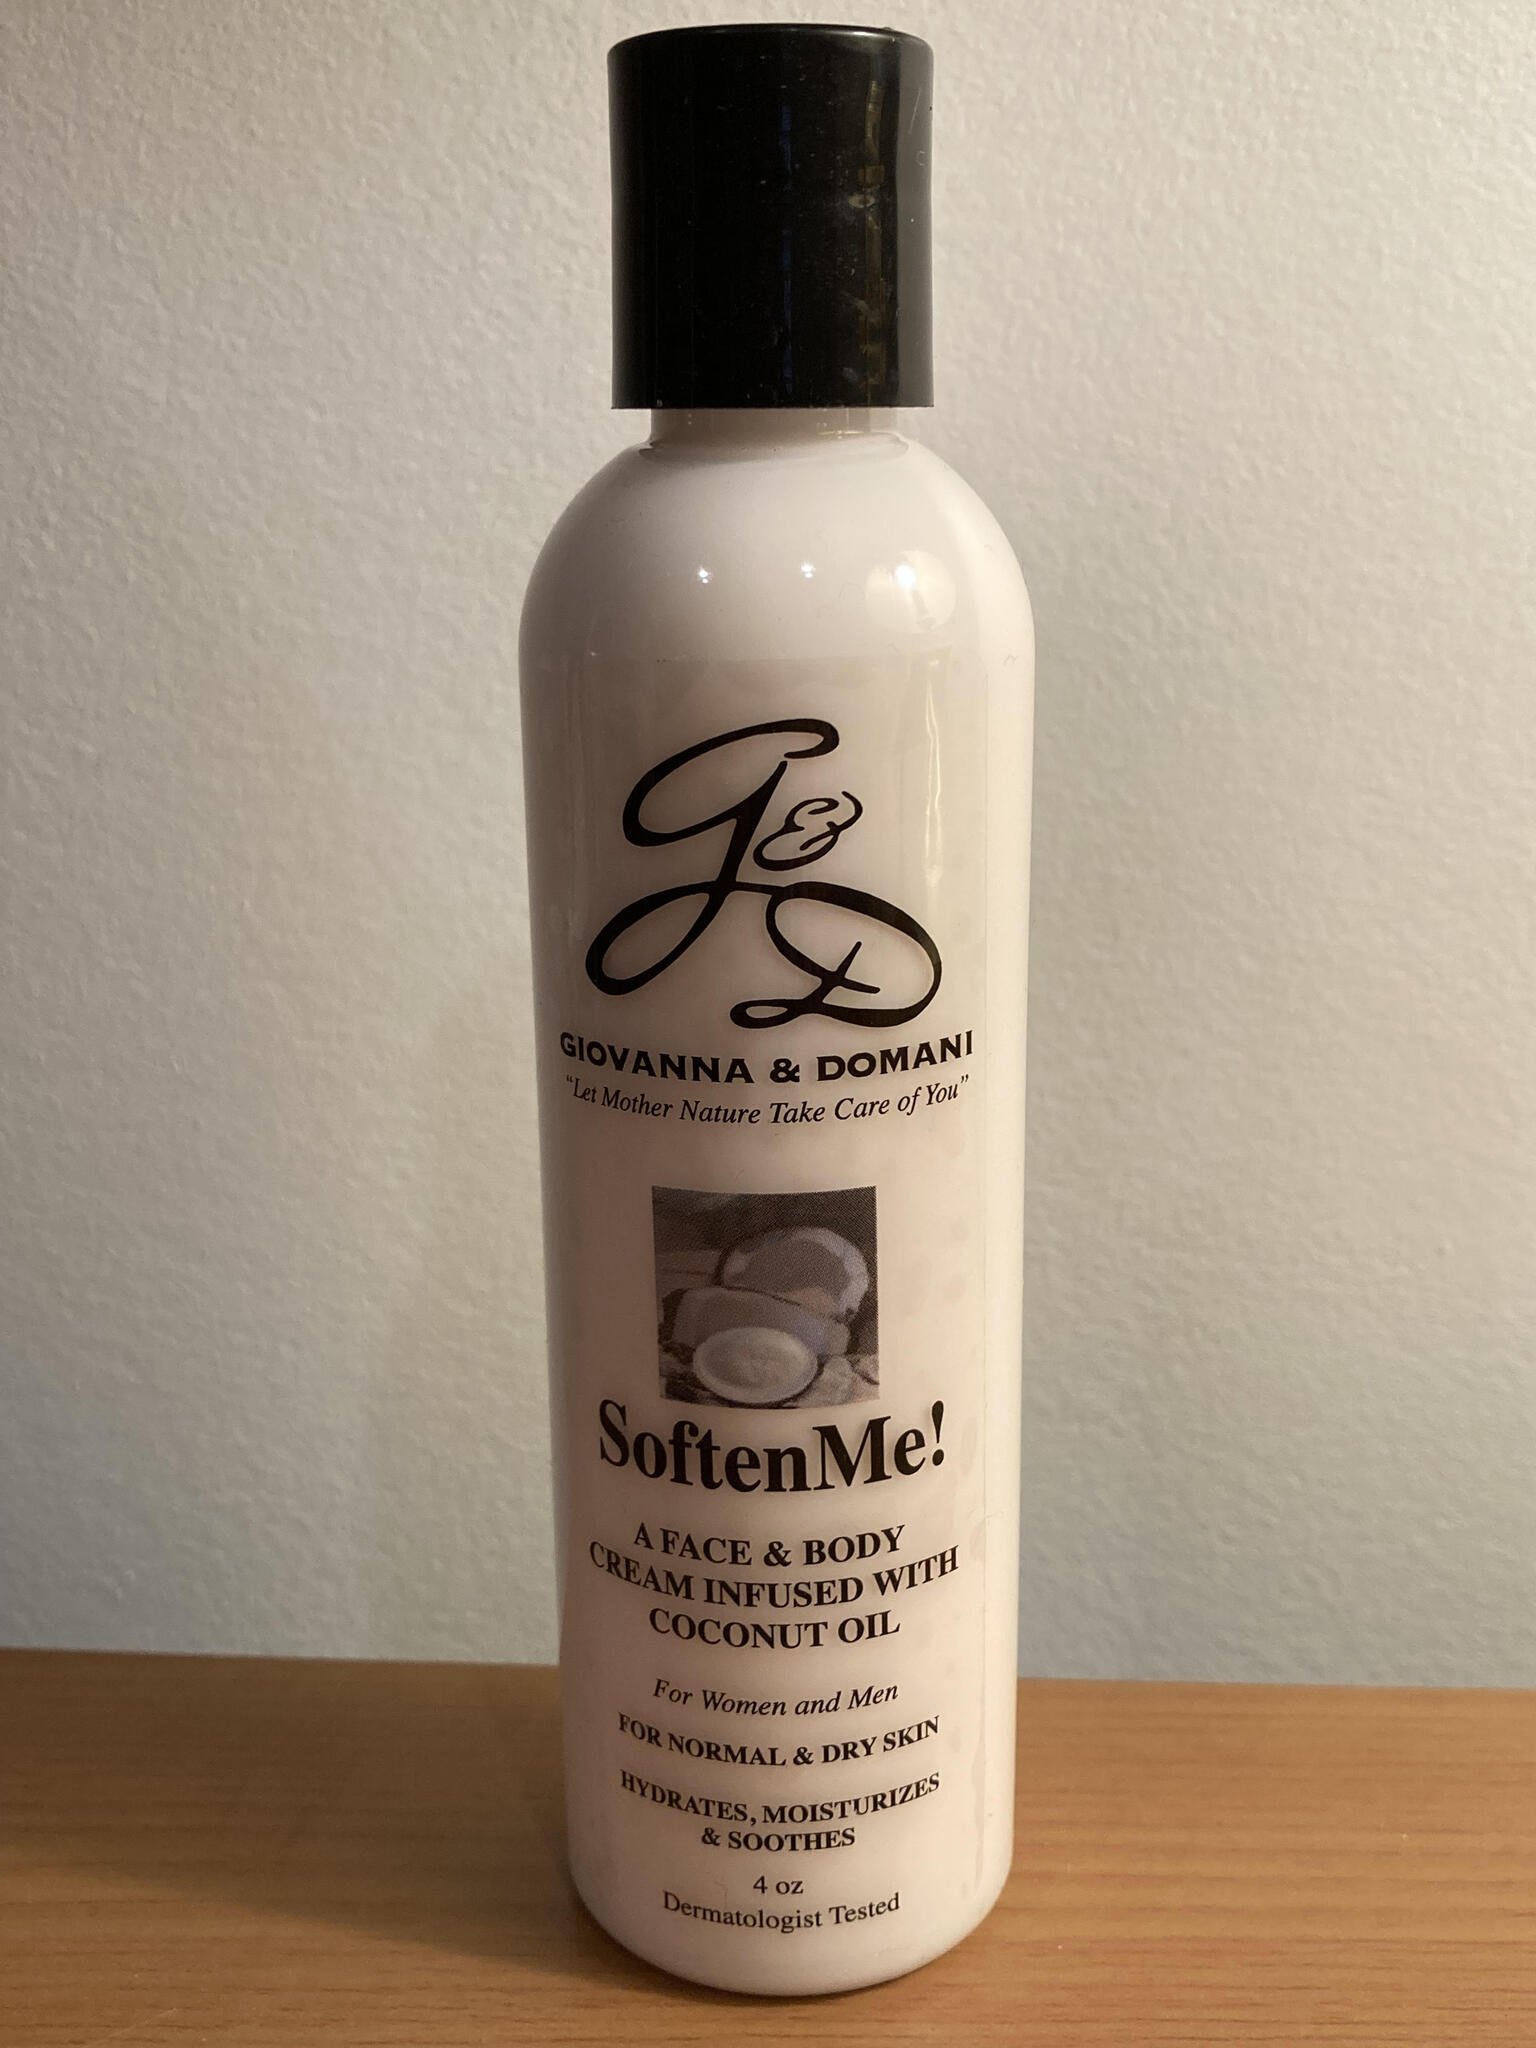 G&D
GIOVANNA & DOMANI
“Let Mother Nature Take Care of You”
SoftenMe!
A FACE & BODY
CREAM INFUSED WITH
COCONUT OIL
For Women and Men
FOR NORMAL & DRY SKIN
HYDRATES, MOISTURIZES
& SOOTHES
4 oz
Dermatologist Tested